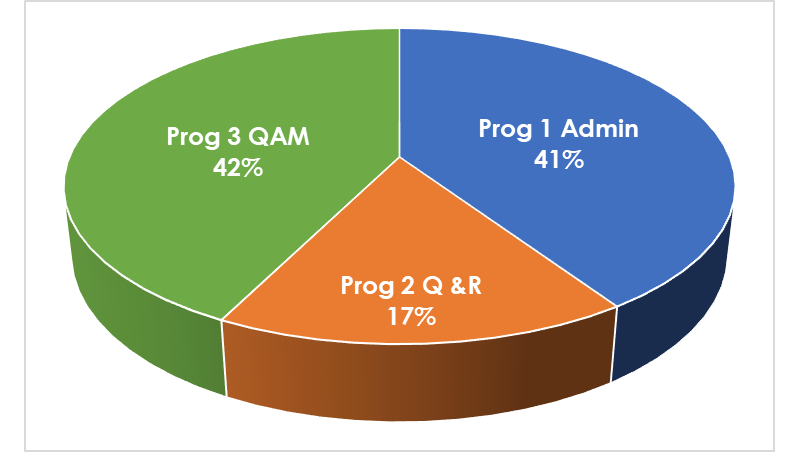 Prog 3 QAM
42%
Prog 1 Admin
41%
Prog 2 Q &R
17%